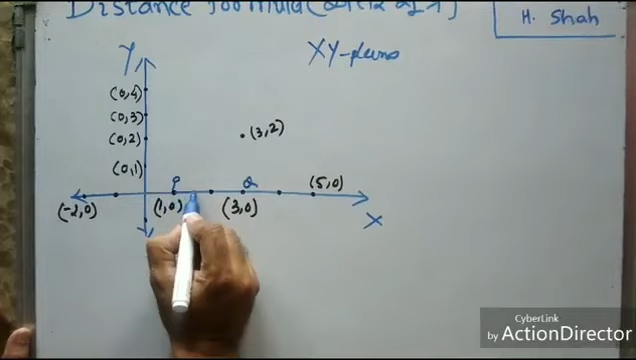 Distance formula
H. Shah
Y
XY-plane
(0,4)
(0,3)
(0,2)
(3,2)
(0,1)
P
Q
(5,0)
(-2,0)
(1,0)
(3,0)
X
CyberLink
by ActionDirector